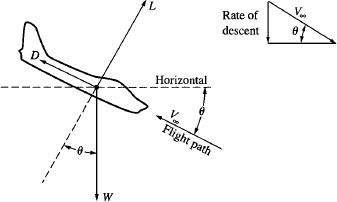 L
Rate of
descent
V∞
θ
D
Horizontal
V∞
θ
Flight path
θ
W